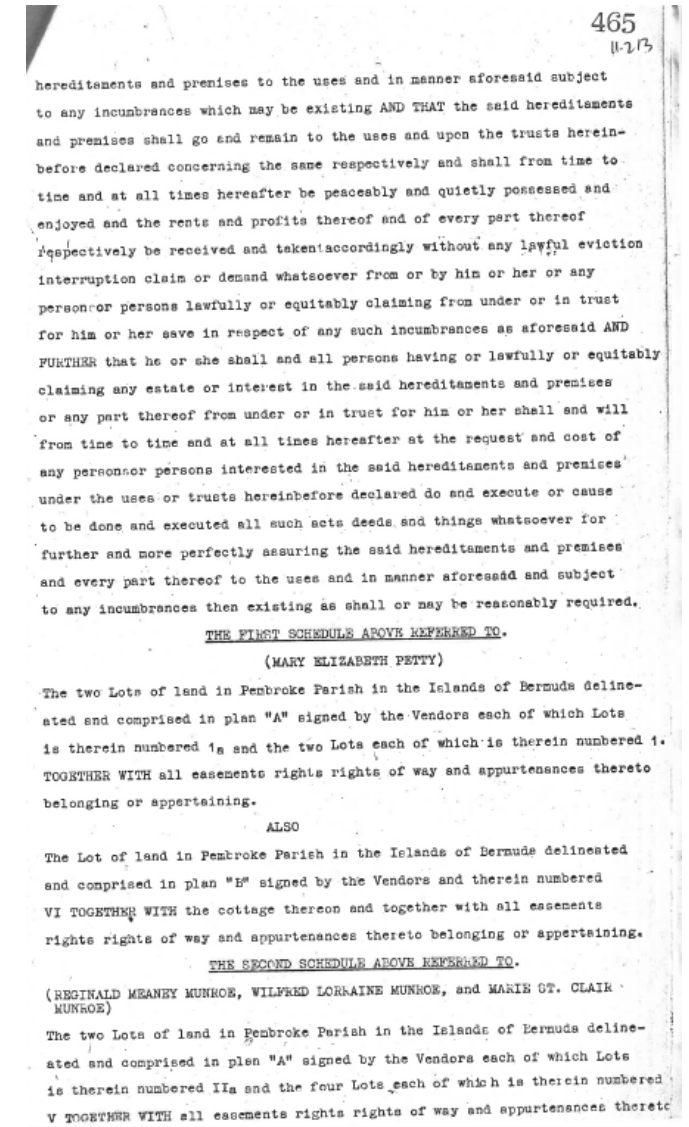 465
11-213
hereditaments and premises to the uses and in manner aforesaid subject
to any incumbrances which may be existing AND THAT the said hereditaments
and premises shall go and remain to the uses and upon the trusts herein-
before declared concerning the same respectively and shall from time to
time and at all times hereafter be peaceably and quietly possessed and
enjoyed and the rents and profits thereof and of every part thereof
respectively be received and taken accordingly without any lawful eviction
interruption claim or demand whatsoever from or by him or her or any
person or persons lawfully or equitably claiming from under or in trust
for him or her save in respect of any such incumbrances as aforesaid AND
FURTHER that he or she shall and all persons having or lawfully or equitably
claiming any estate or interest in the said hereditaments and premises
or any part thereof from under or in trust for him or her shall and will
from time to time and at all times hereafter at the request and cost of
any personsor persons interested in the said hereditaments and premises
under the uses or trusts hereinbefore declared do and execute or cause
to be done and executed all such acts deeds and things whatsoever for
further and more perfectly assuring the said hereditaments and premises
and every part thereof to the uses and in manner aforesaid and subject
to any incumbrances then existing as shall or may be reasonably required.
THE FIRST SCHEDULE ABOVE REFERRED TO.
(MARY ELIZABETH PETTY)
The two Lots of land in Pembroke Parish in the Islands of Bermuda deline-
ated and comprised in plan "A" signed by the Vendors each of which Lots
is therein numbered 1a and the two Lots each of which is therein numbered 1.
TOGETHER WITH all easements rights rights of way and appurtenances thereto
belonging or appertaining.
ALSO
The Lot of land in Pembroke Parish in the Islands of Bermuda delineated
and comprised in plan "B" signed by the Vendors and therein numbered
VI TOGETHER WITH the cottage thereon and together with all easements
rights rights of way and appurtenances thereto belonging or appertaining.
THE SECOND SCHEDULE ABOVE REFERRED TO.
(REGINALD MEANEY MUNROE, WILFRED LORRAINE MUNROE, and MARIE ST. CLAIR
MUNROE)
The two Lots of land in Pembroke Parish in the Islands of Bermuda deline-
ated and comprised in plan "A" signed by the Vendors each of which Lots
is therein numbered IIa and the four Lots each of which is therein numbered
V TOGETHER WITH all easements rights rights of way and appurtenances thereto